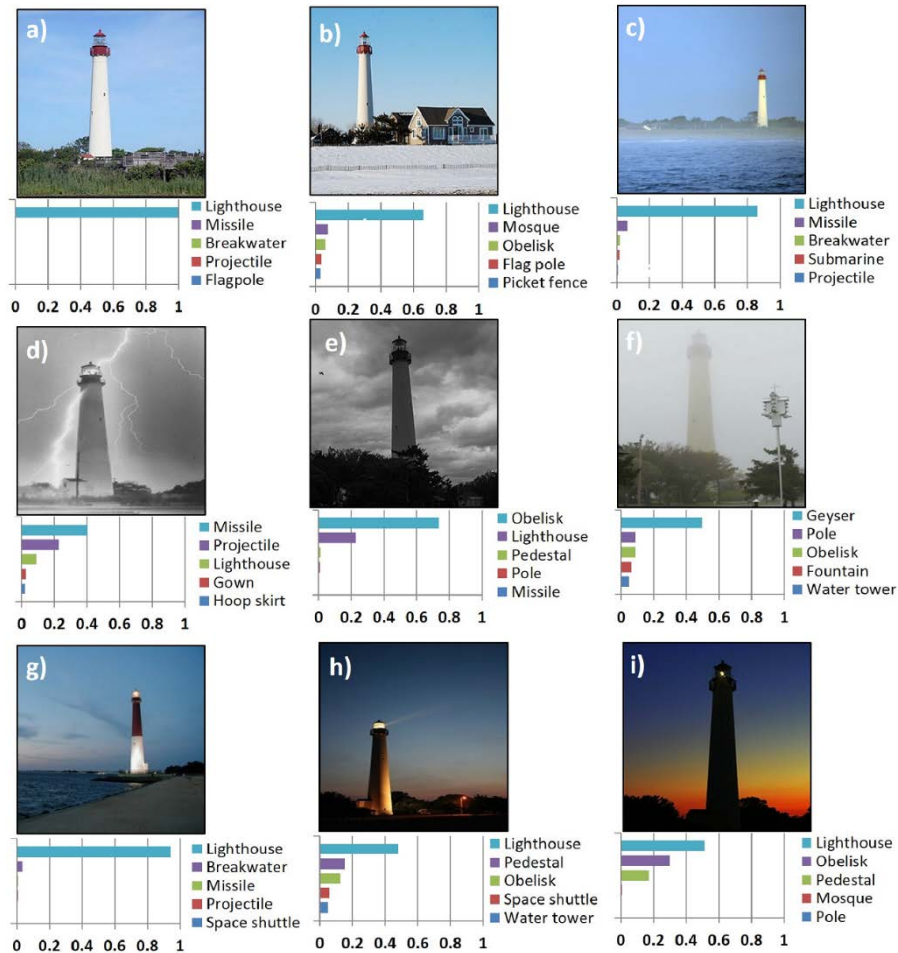 a)
b)
c)
Lighthouse
Missile
Breakwater
Projectile
Flagpole
0 0.2 0.4 0.6 0.8 1
Lighthouse
Mosque
Obelisk
Flag pole
Picket fence
0 0.2 0.4 0.6 0.8 1
Lighthouse
Missile
Breakwater
Submarine
Projectile
0 0.2 0.4 0.6 0.8 1
d)
e)
f)
Missile
Projectile
Lighthouse
Gown
Hoop skirt
0 0.2 0.4 0.6 0.8 1
Obelisk
Lighthouse
Pedestal
Pole
Missile
0 0.2 0.4 0.6 0.8 1
Geyser
Pole
Obelisk
Fountain
Water tower
0 0.2 0.4 0.6 0.8 1
g)
h)
i)
Lighthouse
Breakwater
Missile
Projectile
Space shuttle
0 0.2 0.4 0.6 0.8 1
Lighthouse
Pedestal
Obelisk
Space shuttle
Water tower
0 0.2 0.4 0.6 0.8 1
Lighthouse
Obelisk
Pedestal
Mosque
Pole
0 0.2 0.4 0.6 0.8 1